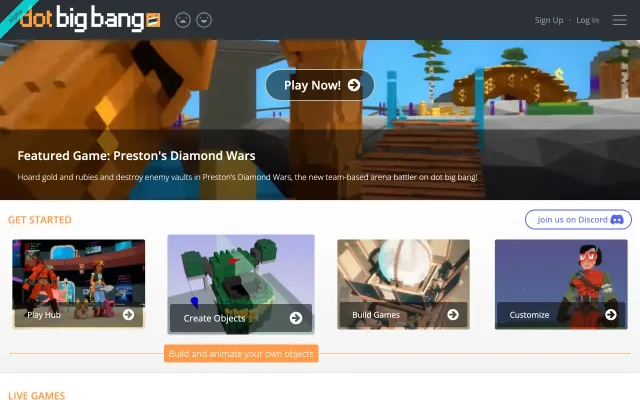 Alpha
dot big bang
Sign Up · Log In
Play Now!
Featured Game: Preston's Diamond Wars
Hoard gold and rubies and destroy enemy vaults in Preston's Diamond Wars, the new team-based arena battler on dot big bang!
GET STARTED
Join us on Discord
Play Hub
Create Objects
Build Games
Customize
Build and animate your own objects
LIVE GAMES